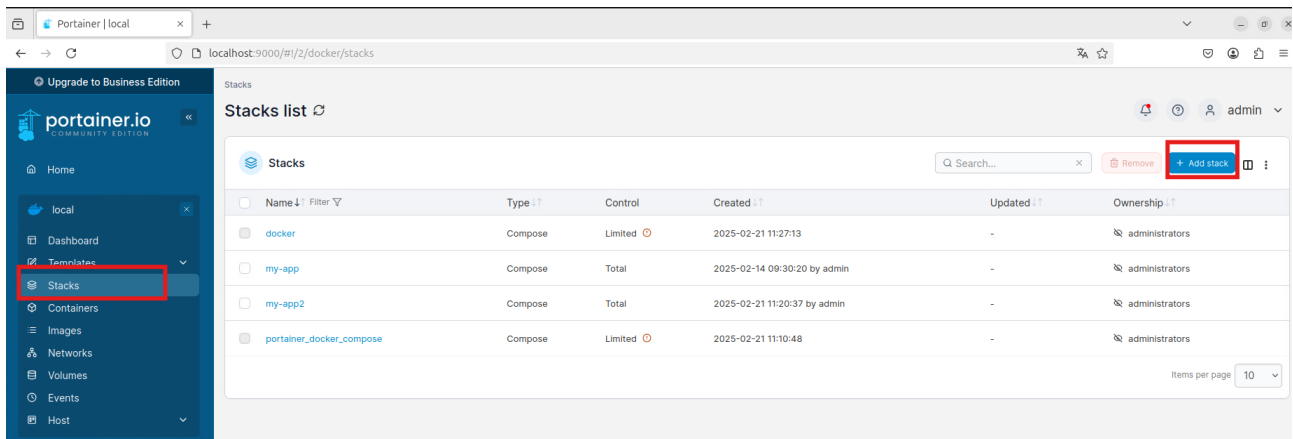 Portainer | local
localhost:9000/#!/2/docker/stacks
Upgrade to Business Edition
portainer.io
COMMUNITY EDITION
Home
local
Dashboard
Templates
Stacks
Containers
Images
Networks
Volumes
Events
Host
Stacks
Stacks list
admin
Stacks
Search...
Remove
+ Add stack
Name Filter Type Control Created Updated Ownership
docker Compose Limited 2025-02-21 11:27:13 - administrators
my-app Compose Total 2025-02-14 09:30:20 by admin - administrators
my-app2 Compose Total 2025-02-21 11:20:37 by admin - administrators
portainer_docker_compose Compose Limited 2025-02-21 11:10:48 - administrators
Items per page 10